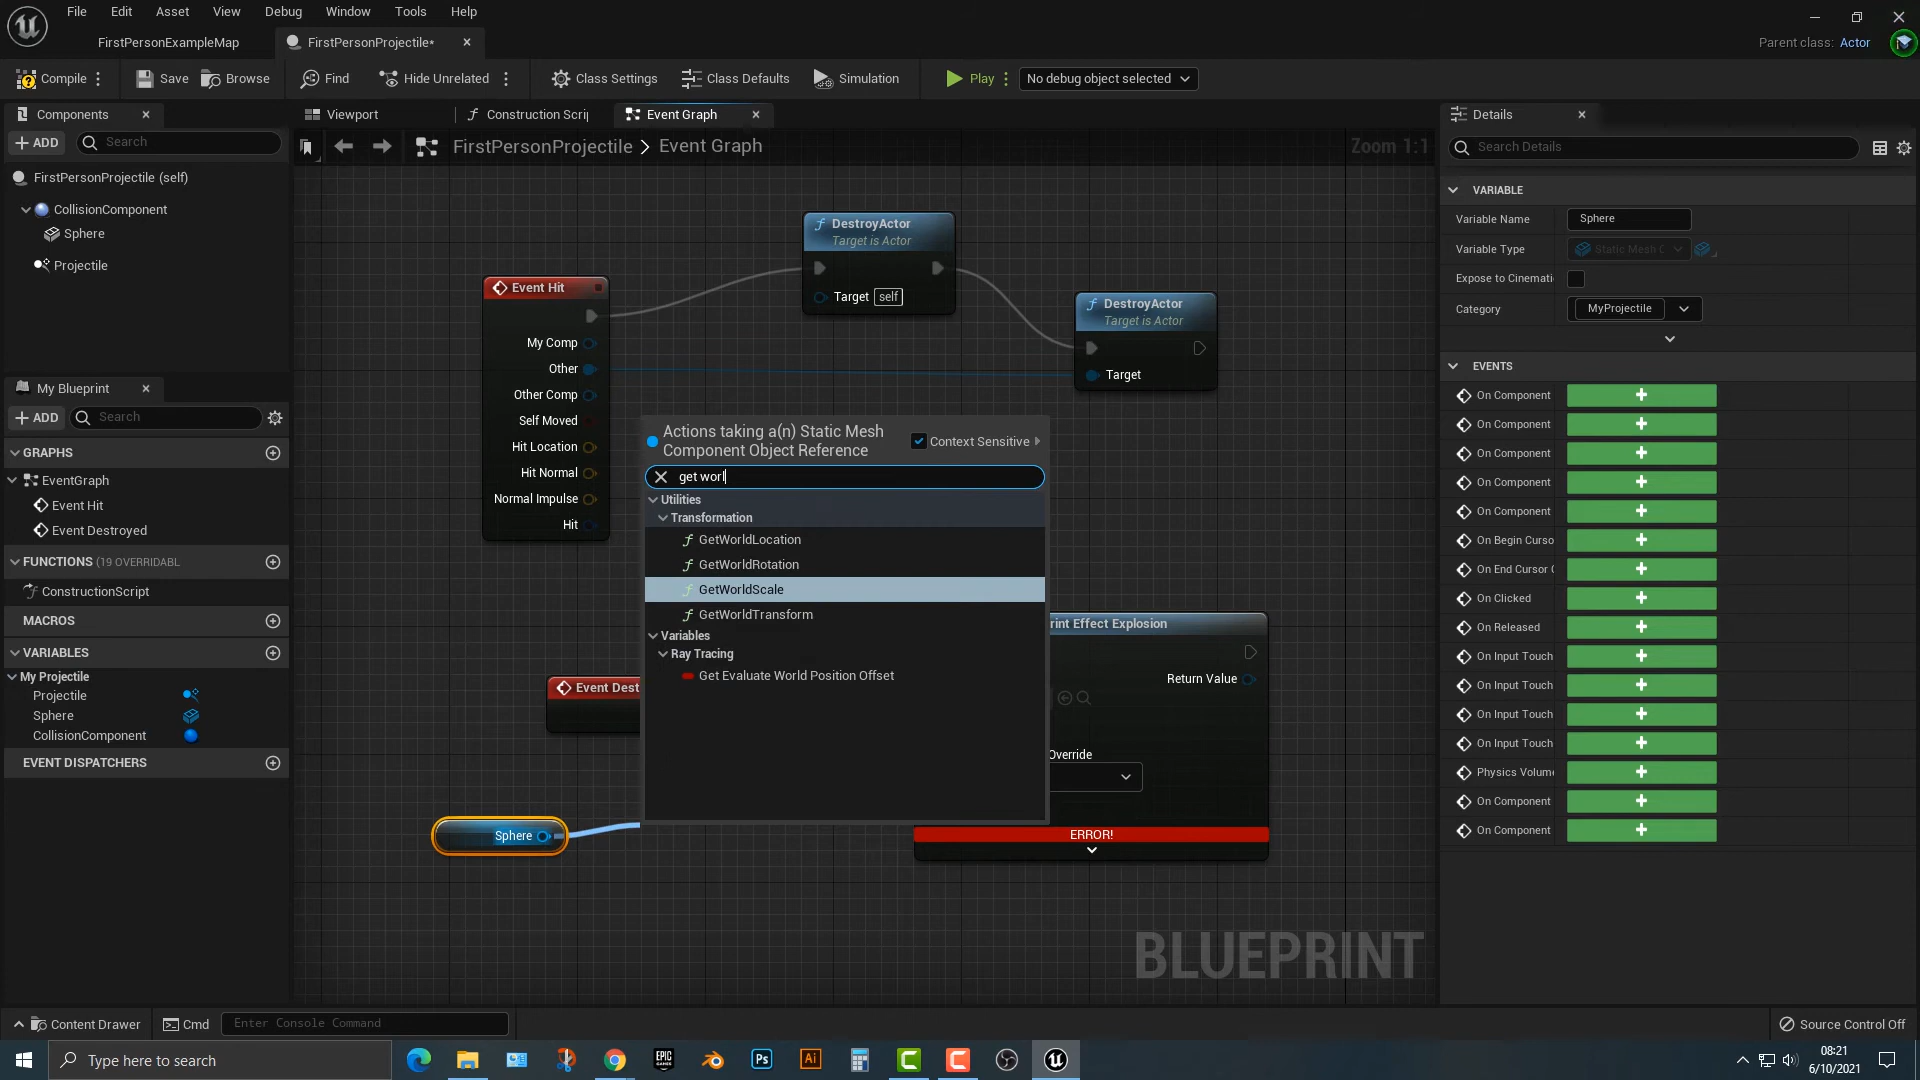 File Edit Asset View Debug Window Tools Help
FirstPersonExampleMap
FirstPersonProjectile*
Parent class: Actor
Compile
Save
Browse
Find
Hide Unrelated
Class Settings
Class Defaults
Simulation
Play
No debug object selected
Components
Viewport
Construction Scrij
Event Graph
Details
ADD
Search
FirstPersonProjectile > Event Graph
Zoom 1:1
Search Details
FirstPersonProjectile (self)
CollisionComponent
Sphere
Projectile
VARIABLE
Variable Name
Sphere
Variable Type
Static Mesh C
Expose to Cinemati
Category
MyProjectile
EVENTS
On Component
On Component
On Component
On Component
On Component
On Begin Curso
On End Cursor C
On Clicked
On Released
On Input Touch
On Input Touch
On Input Touch
On Input Touch
Physics Volume
On Component
On Component
My Blueprint
ADD
Search
GRAPHS
EventGraph
Event Hit
Event Destroyed
FUNCTIONS (19 OVERRIDABL
ConstructionScript
MACROS
VARIABLES
My Projectile
Projectile
Sphere
CollisionComponent
EVENT DISPATCHERS
DestroyActor
Target is Actor
Target self
Event Hit
My Comp
Other
Other Comp
Self Moved
Hit Location
Hit Normal
Normal Impulse
Hit
DestroyActor
Target is Actor
Target
Actions taking a(n) Static Mesh
Component Object Reference
Context Sensitive
get worl
Utilities
Transformation
GetWorldLocation
GetWorldRotation
GetWorldScale
GetWorldTransform
Variables
Ray Tracing
Get Evaluate World Position Offset
Event Dest
rint Effect Explosion
Return Value
Override
ERROR!
Sphere
BLUEPRINT
Content Drawer
Cmd
Enter Console Command
Source Control Off
Type here to search
EPIC
GAMES
Ps
Ai
08:21
6/10/2021